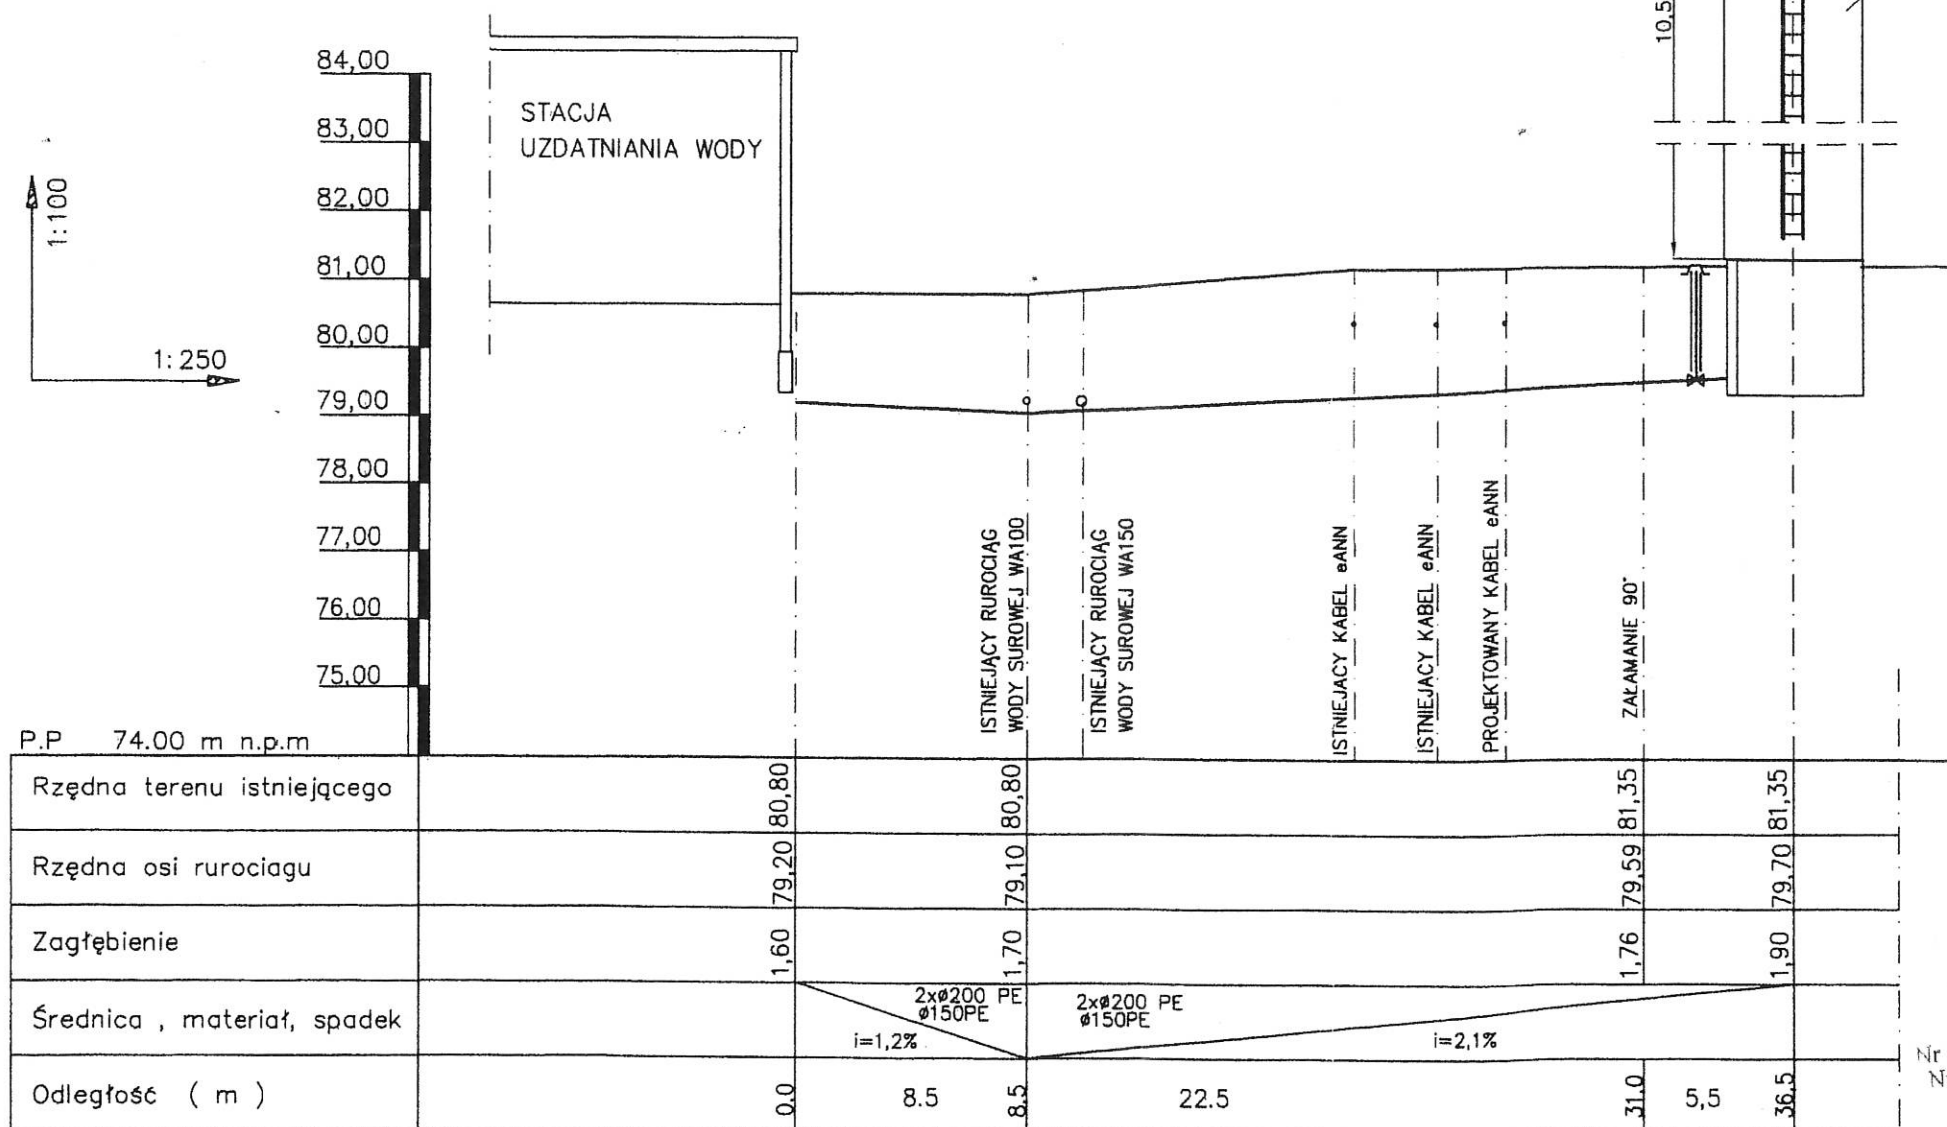 10,5
84,00
83,00
82,00
81,00
80,00
79,00
78,00
77,00
76,00
75,00
1:100
1:250
STACJA
UZDATNIANIA WODY
ISTNIEJĄCY RUROCIĄG
WODY SUROWEJ WA100
ISTNIEJĄCY RUROCIĄG
WODY SUROWEJ WA150
ISTNIEJACY KABEL eANN
ISTNIEJACY KABEL eANN
PROJEKTOWANY KABEL eANN
ZAŁAMANIE 90°
P.P 74.00 m n.p.m
Rzędna terenu istniejącego 80,80 80,80 81,35 81,35
Rzędna osi rurociagu 79,20 79,10 79,59 79,70
Zagłębienie 1,60 1,70 1,76 1,90
Średnica , materiał, spadek
2xø200 PE
ø150PE
i=1,2%
2xø200 PE
ø150PE
i=2,1%
Odległość ( m ) 0.0 8.5 8.5 22.5 31.0 5,5 36.5
Nr